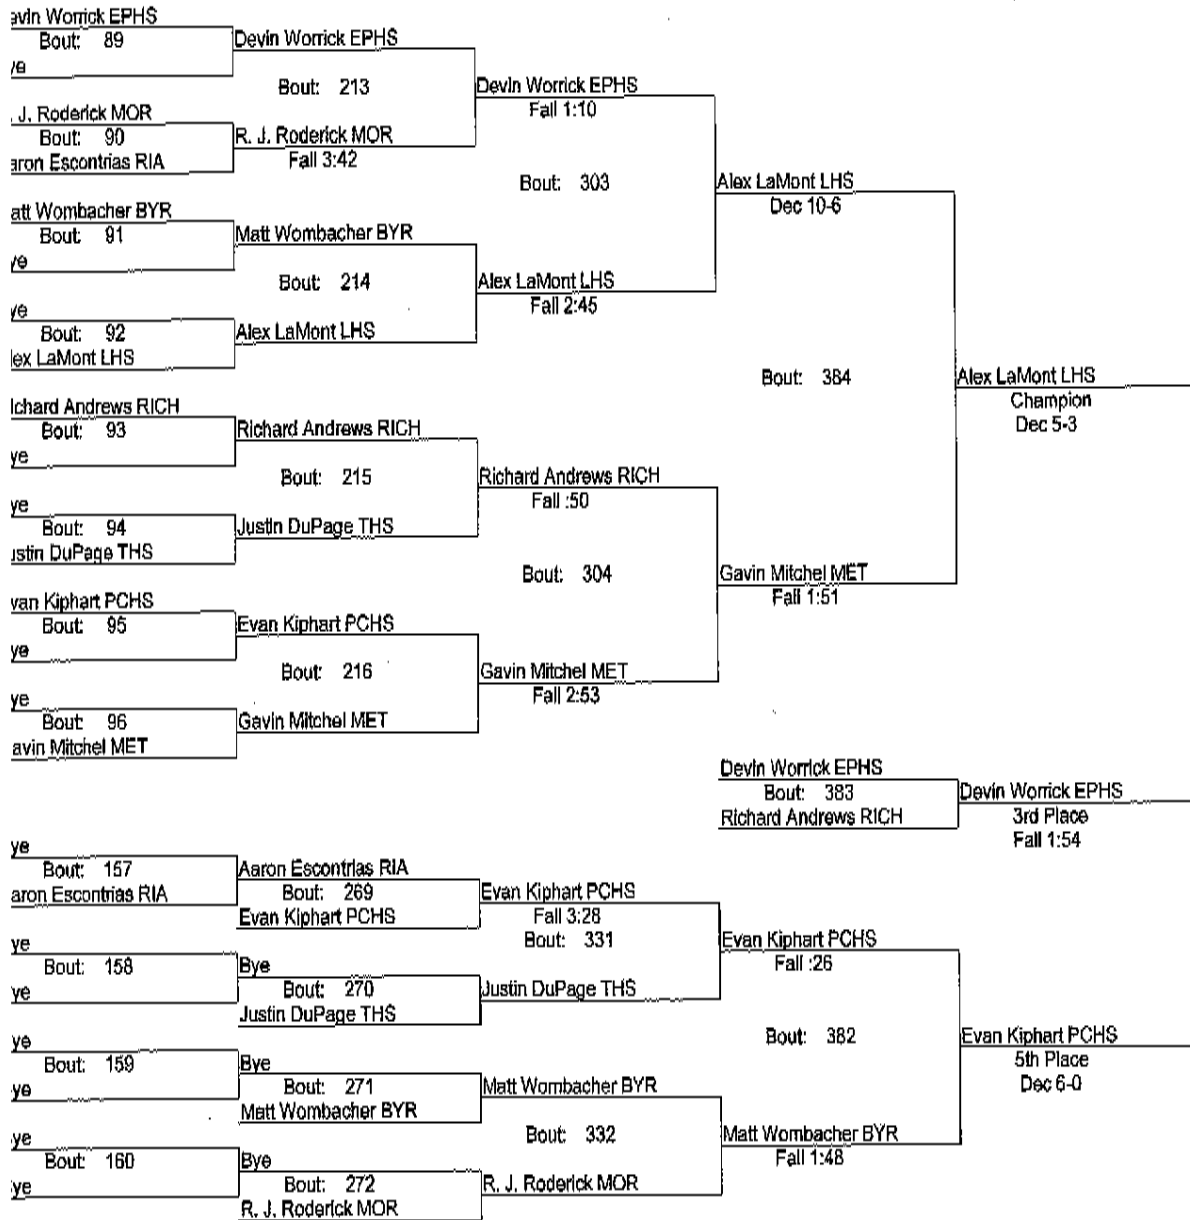 evin Worrick EPHS
Bout: 89
Devin Worrick EPHS
ye
Bout: 213
Devin Worrick EPHS
Fall 1:10
. J. Roderick MOR
Bout: 90
R. J. Roderick MOR
aron Escontrias RIA
Fall 3:42
Bout: 303
Alex LaMont LHS
Dec 10-6
att Wombacher BYR
Bout: 91
Matt Wombacher BYR
ye
Bout: 214
Alex LaMont LHS
Fall 2:45
ye
Bout: 92
Alex LaMont LHS
lex LaMont LHS
Bout: 384
Alex LaMont LHS
Champion
Dec 5-3
ichard Andrews RICH
Bout: 93
Richard Andrews RICH
ye
Bout: 215
Richard Andrews RICH
Fall :50
ye
Bout: 94
Justin DuPage THS
ustin DuPage THS
Bout: 304
Gavin Mitchel MET
Fall 1:51
van Kiphart PCHS
Bout: 95
Evan Kiphart PCHS
ye
Bout: 216
Gavin Mitchel MET
Fall 2:53
ye
Bout: 96
Gavin Mitchel MET
avin Mitchel MET
Devin Worrick EPHS
Bout: 383
Richard Andrews RICH
Devin Worrick EPHS
3rd Place
Fall 1:54
ye
Bout: 157
Aaron Escontrias RIA
aron Escontrias RIA
Bout: 269
Evan Kiphart PCHS
Evan Kiphart PCHS
Fall 3:28
Bout: 331
Evan Kiphart PCHS
Fall :26
ye
Bout: 158
Bye
ye
Bout: 270
Justin DuPage THS
Justin DuPage THS
Bout: 382
Evan Kiphart PCHS
5th Place
Dec 6-0
ye
Bout: 159
Bye
ye
Bout: 271
Matt Wombacher BYR
Matt Wombacher BYR
Bout: 332
Matt Wombacher BYR
Fall 1:48
ye
Bout: 160
Bye
ye
Bout: 272
R. J. Roderick MOR
R. J. Roderick MOR